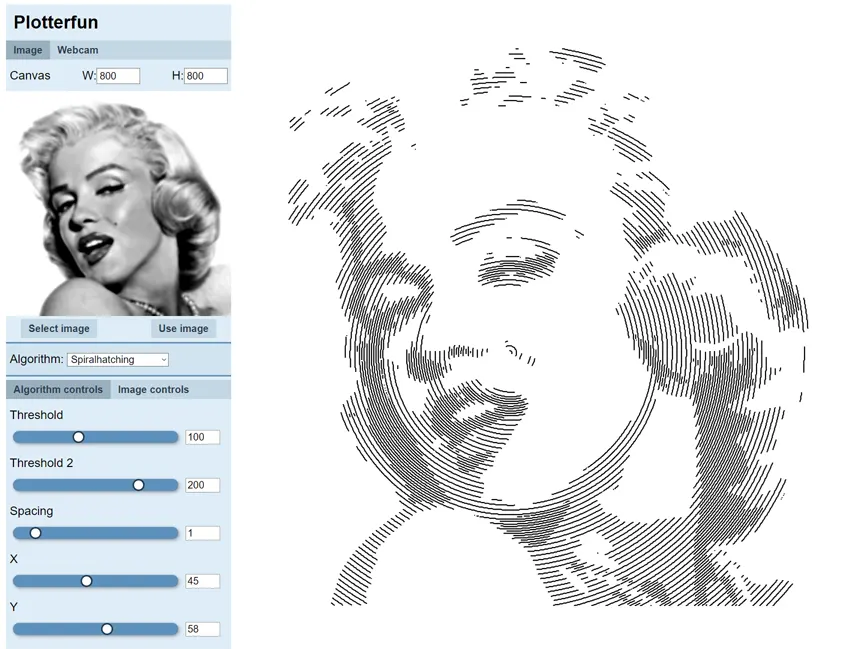 Plotterfun
Image Webcam
Canvas W: 800 H: 800
Select image Use image
Algorithm: Spiralhatching
Algorithm controls Image controls
Threshold
100
Threshold 2
200
Spacing
1
X
45
Y
58